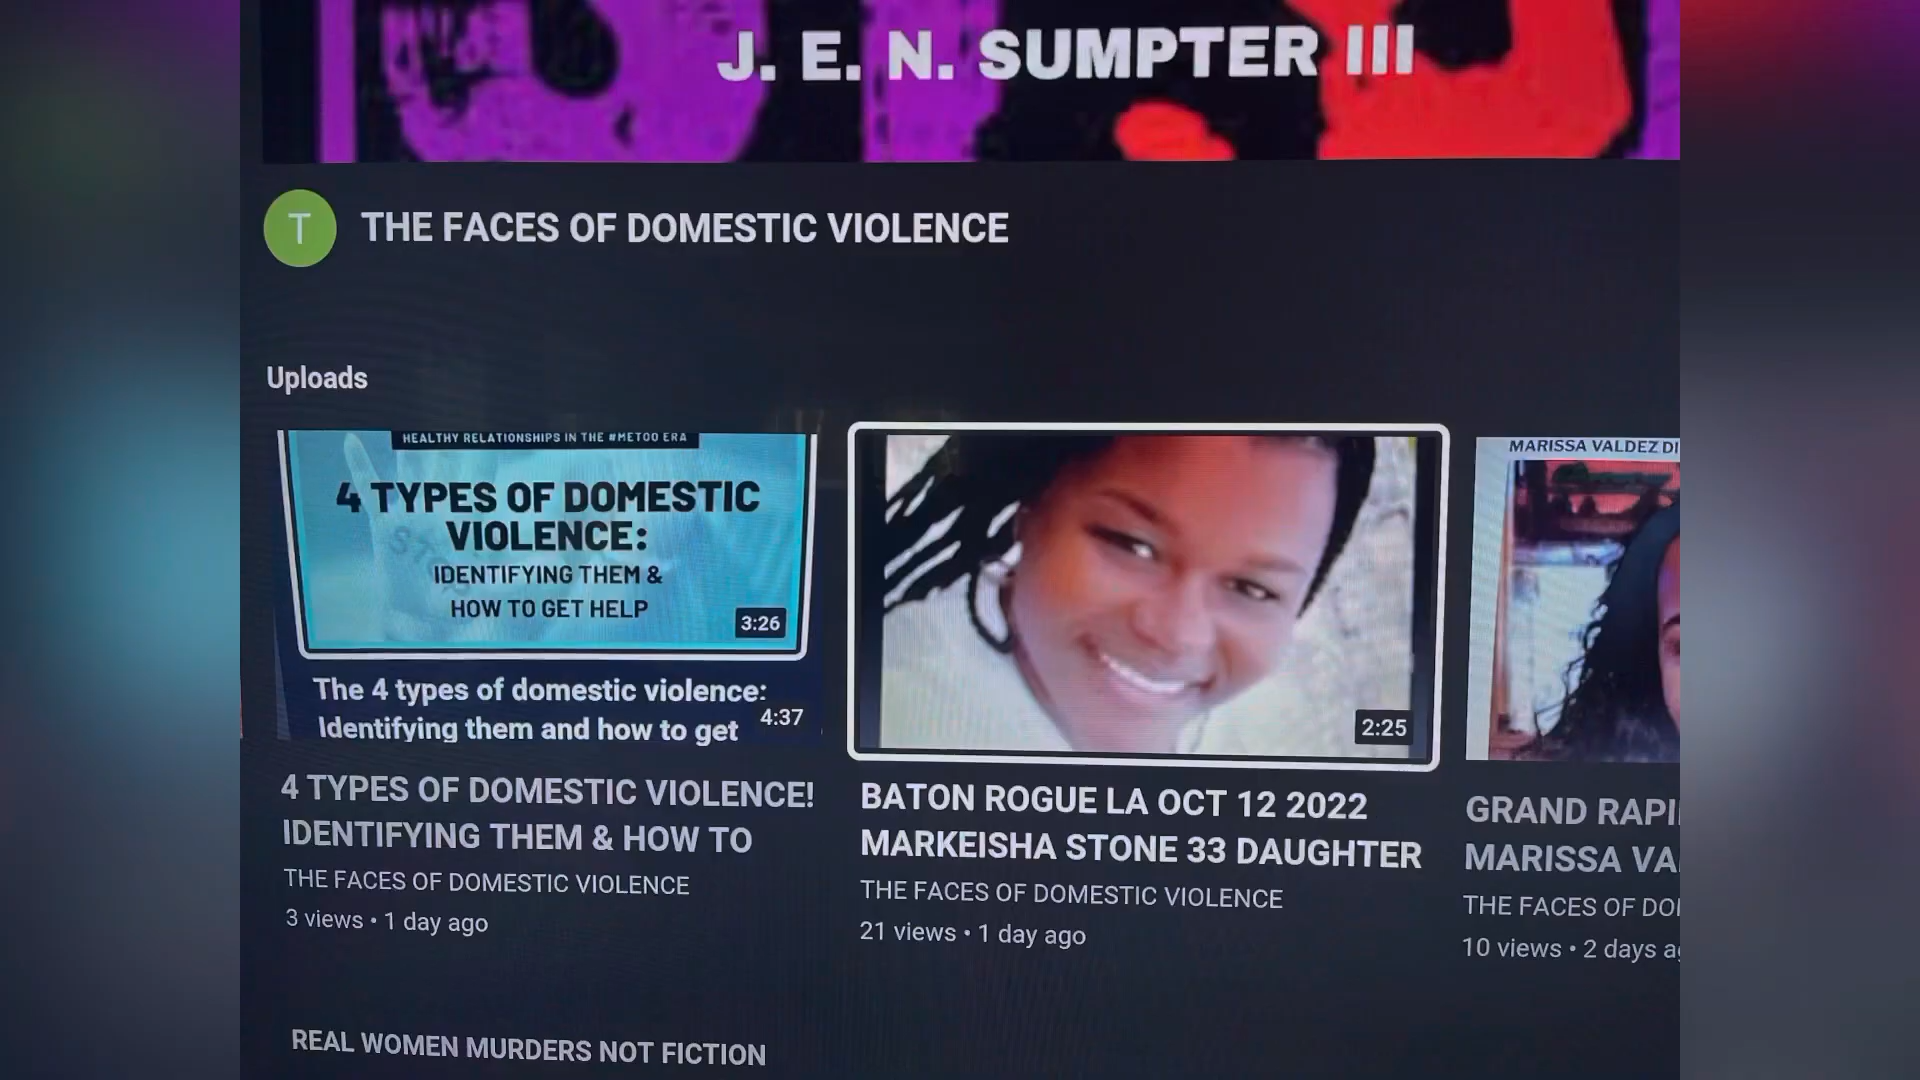 J. E. N. SUMPTER III
T
THE FACES OF DOMESTIC VIOLENCE
Uploads
HEALTHY RELATIONSHIPS IN THE #METOO ERA
4 TYPES OF DOMESTIC
VIOLENCE:
IDENTIFYING THEM &
HOW TO GET HELP
3:26
The 4 types of domestic violence:
Identifying them and how to get
4:37
4 TYPES OF DOMESTIC VIOLENCE!
IDENTIFYING THEM & HOW TO
THE FACES OF DOMESTIC VIOLENCE
3 views • 1 day ago
2:25
BATON ROGUE LA OCT 12 2022
MARKEISHA STONE 33 DAUGHTER
THE FACES OF DOMESTIC VIOLENCE
21 views • 1 day ago
MARISSA VALDEZ DI
GRAND RAPI
MARISSA VA
THE FACES OF DO
10 views • 2 days a
REAL WOMEN MURDERS NOT FICTION